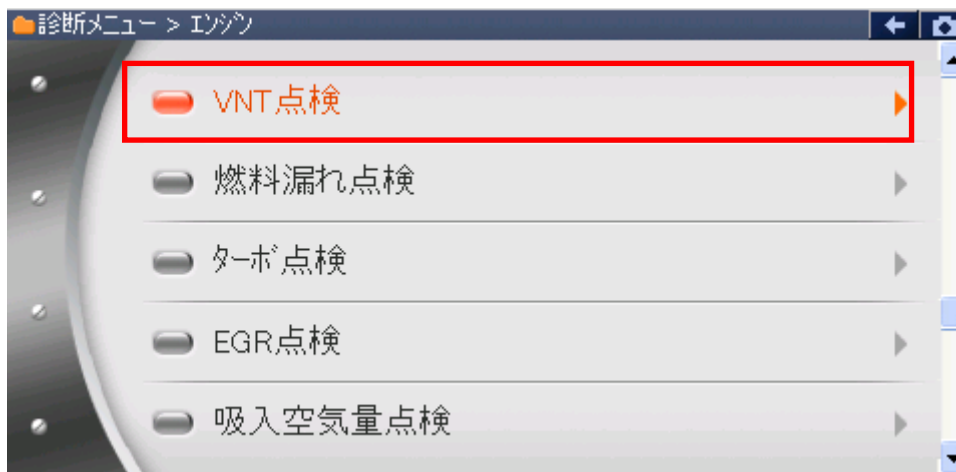 診断メニュー > エンジン
VNT点検
燃料漏れ点検
ターボ点検
EGR点検
吸入空気量点検